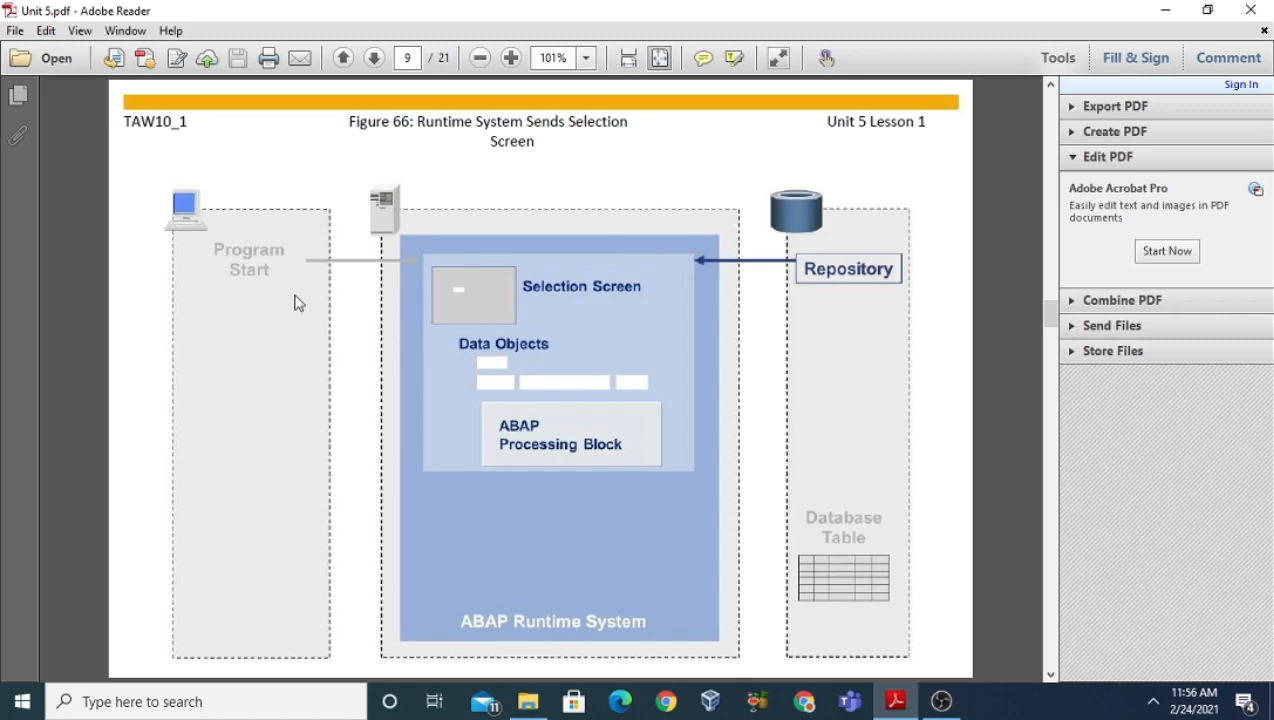 Unit 5.pdf - Adobe Reader
File Edit View Window Help
Open 9 / 21 101% Tools Fill & Sign Comment
Sign In
Export PDF
Create PDF
Edit PDF
Adobe Acrobat Pro
Easily edit text and images in PDF
documents
Start Now
Combine PDF
Send Files
Store Files
TAW10_1 Figure 66: Runtime System Sends Selection Unit 5 Lesson 1
Screen
Program
Start
Selection Screen
Repository
Data Objects
ABAP
Processing Block
Database
Table
ABAP Runtime System
Type here to search
11
11:56 AM
2/24/2021
4